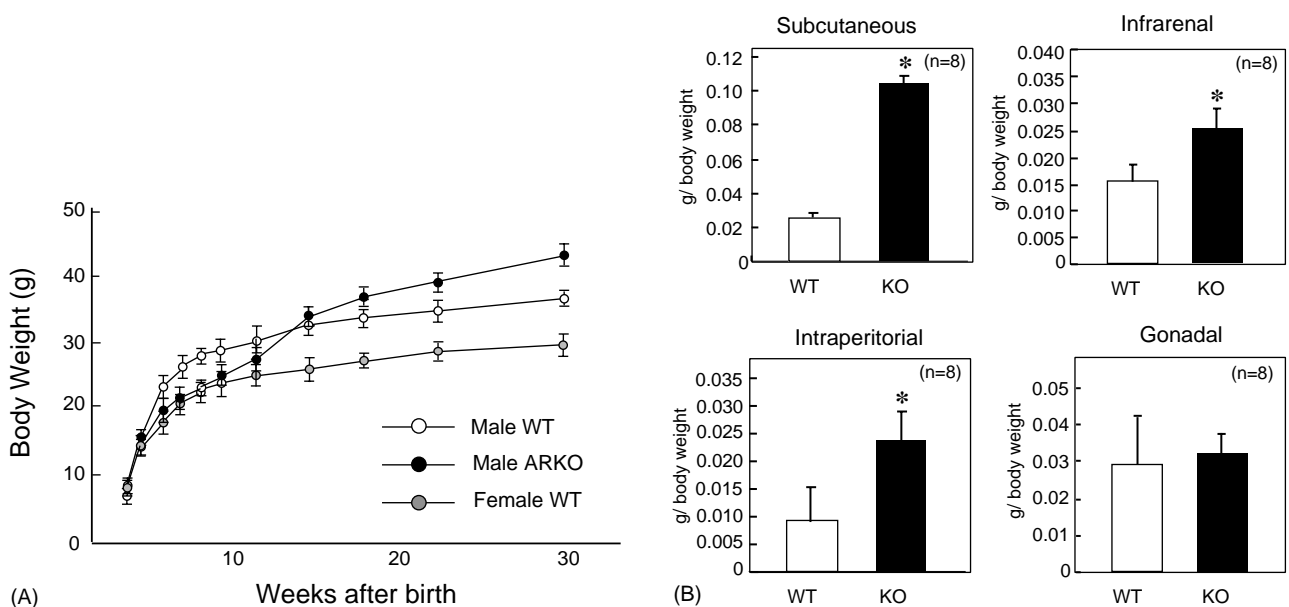 50
40
30
20
10
0
Body Weight (g)
Male WT
Male ARKO
Female WT
10 20 30
Weeks after birth
(A)
Subcutaneous
0.12
0.10
0.08
0.06
0.04
0.02
0
g/ body weight
* (n=8)
WT KO
Infrarenal
0.040
0.035
0.030
0.025
0.020
0.015
0.010
0.005
0
g/ body weight
(n=8)
*
WT KO
Intraperitorial
0.035
0.030
0.025
0.020
0.015
0.010
0.005
0
g/ body weight
(n=8)
*
WT KO
Gonadal
0.05
0.04
0.03
0.02
0.01
0
g/ body weight
(n=8)
WT KO
(B)